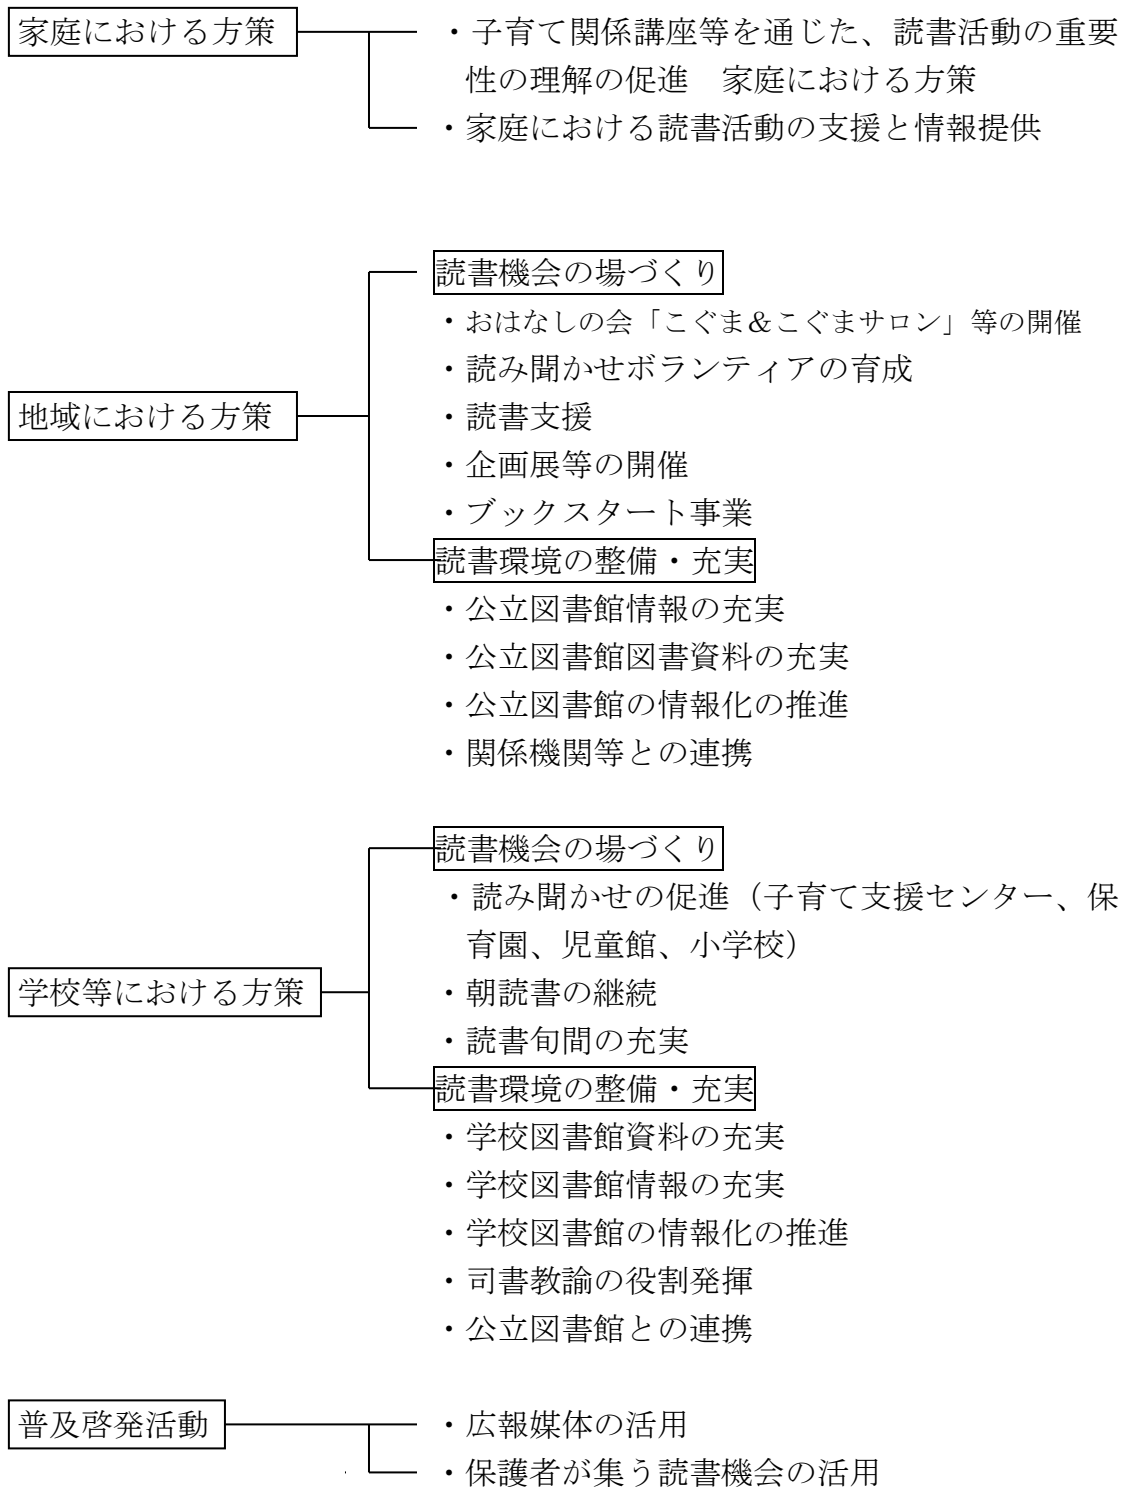 家庭における方策
・子育て関係講座等を通じた、読書活動の重要
性の理解の促進　家庭における方策
・家庭における読書活動の支援と情報提供
地域における方策
読書機会の場づくり
・おはなしの会「こぐま&こぐまサロン」等の開催
・読み聞かせボランティアの育成
・読書支援
・企画展等の開催
・ブックスタート事業
読書環境の整備・充実
・公立図書館情報の充実
・公立図書館図書資料の充実
・公立図書館の情報化の推進
・関係機関等との連携
学校等における方策
読書機会の場づくり
・読み聞かせの促進（子育て支援センター、保
育園、児童館、小学校）
・朝読書の継続
・読書旬間の充実
読書環境の整備・充実
・学校図書館資料の充実
・学校図書館情報の充実
・学校図書館の情報化の推進
・司書教諭の役割発揮
・公立図書館との連携
普及啓発活動
・広報媒体の活用
・保護者が集う読書機会の活用